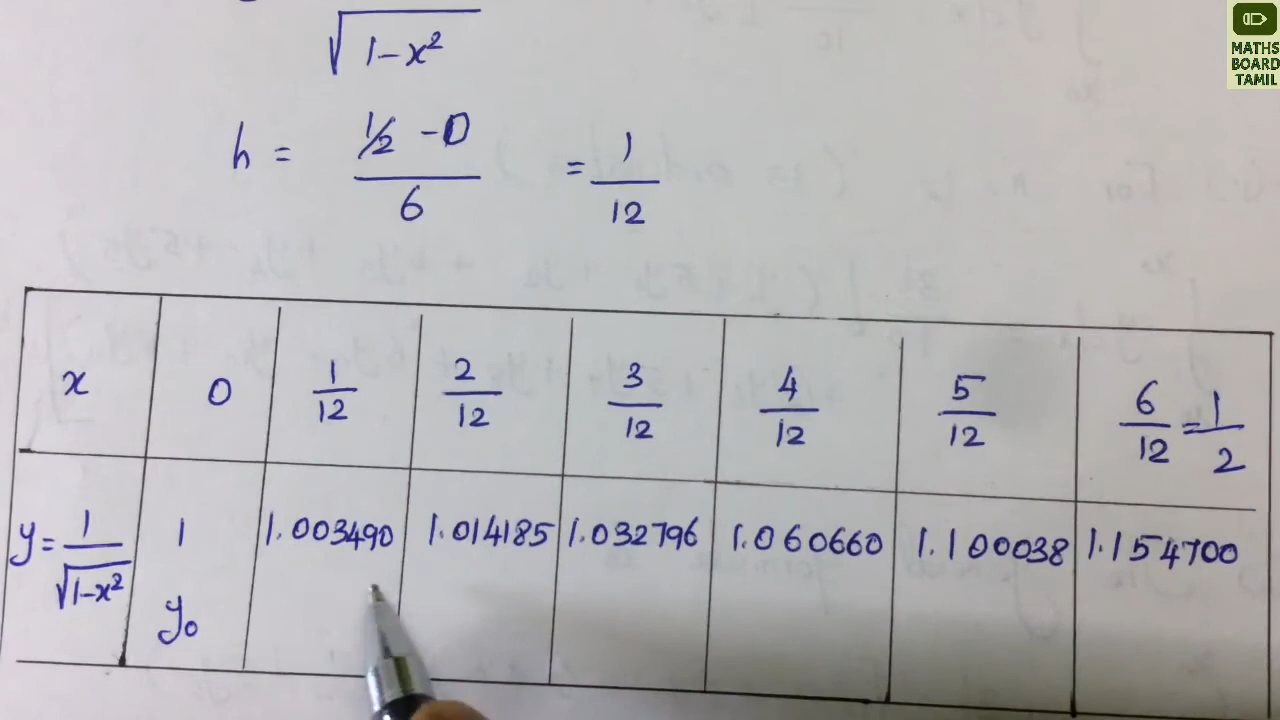 MATHS
BOARD
TAMIL
√(1-x²)
h = (1/2 - 0)/6 = 1/12
x 0 1/12 2/12 3/12 4/12 5/12 6/12 = 1/2
y = 1/√(1-x²) 1 1.003490 1.014185 1.032796 1.060660 1.100038 1.154700
y₀